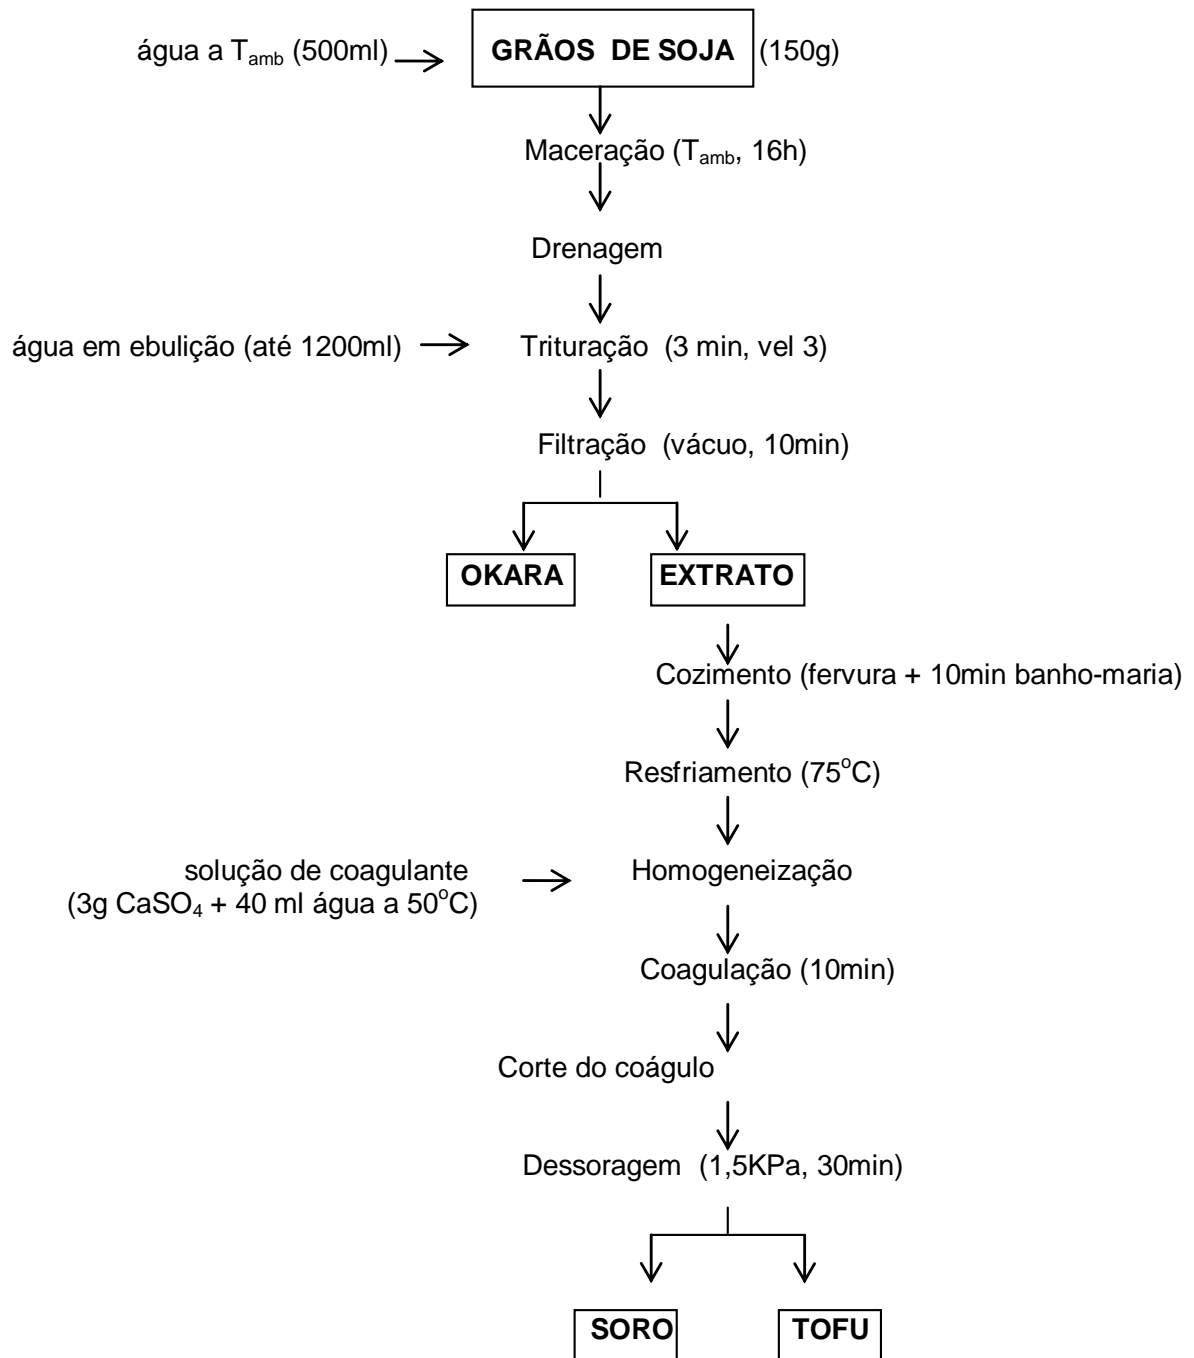 água a Tamb (500ml) GRÃOS DE SOJA (150g)
Maceração (Tamb, 16h)
Drenagem
água em ebulição (até 1200ml) Trituração (3 min, vel 3)
Filtração (vácuo, 10min)
OKARA EXTRATO
Cozimento (fervura + 10min banho-maria)
Resfriamento (75oC)
solução de coagulante Homogeneização
(3g CaSO4 + 40 ml água a 50oC)
Coagulação (10min)
Corte do coágulo
Dessoragem (1,5KPa, 30min)
SORO TOFU